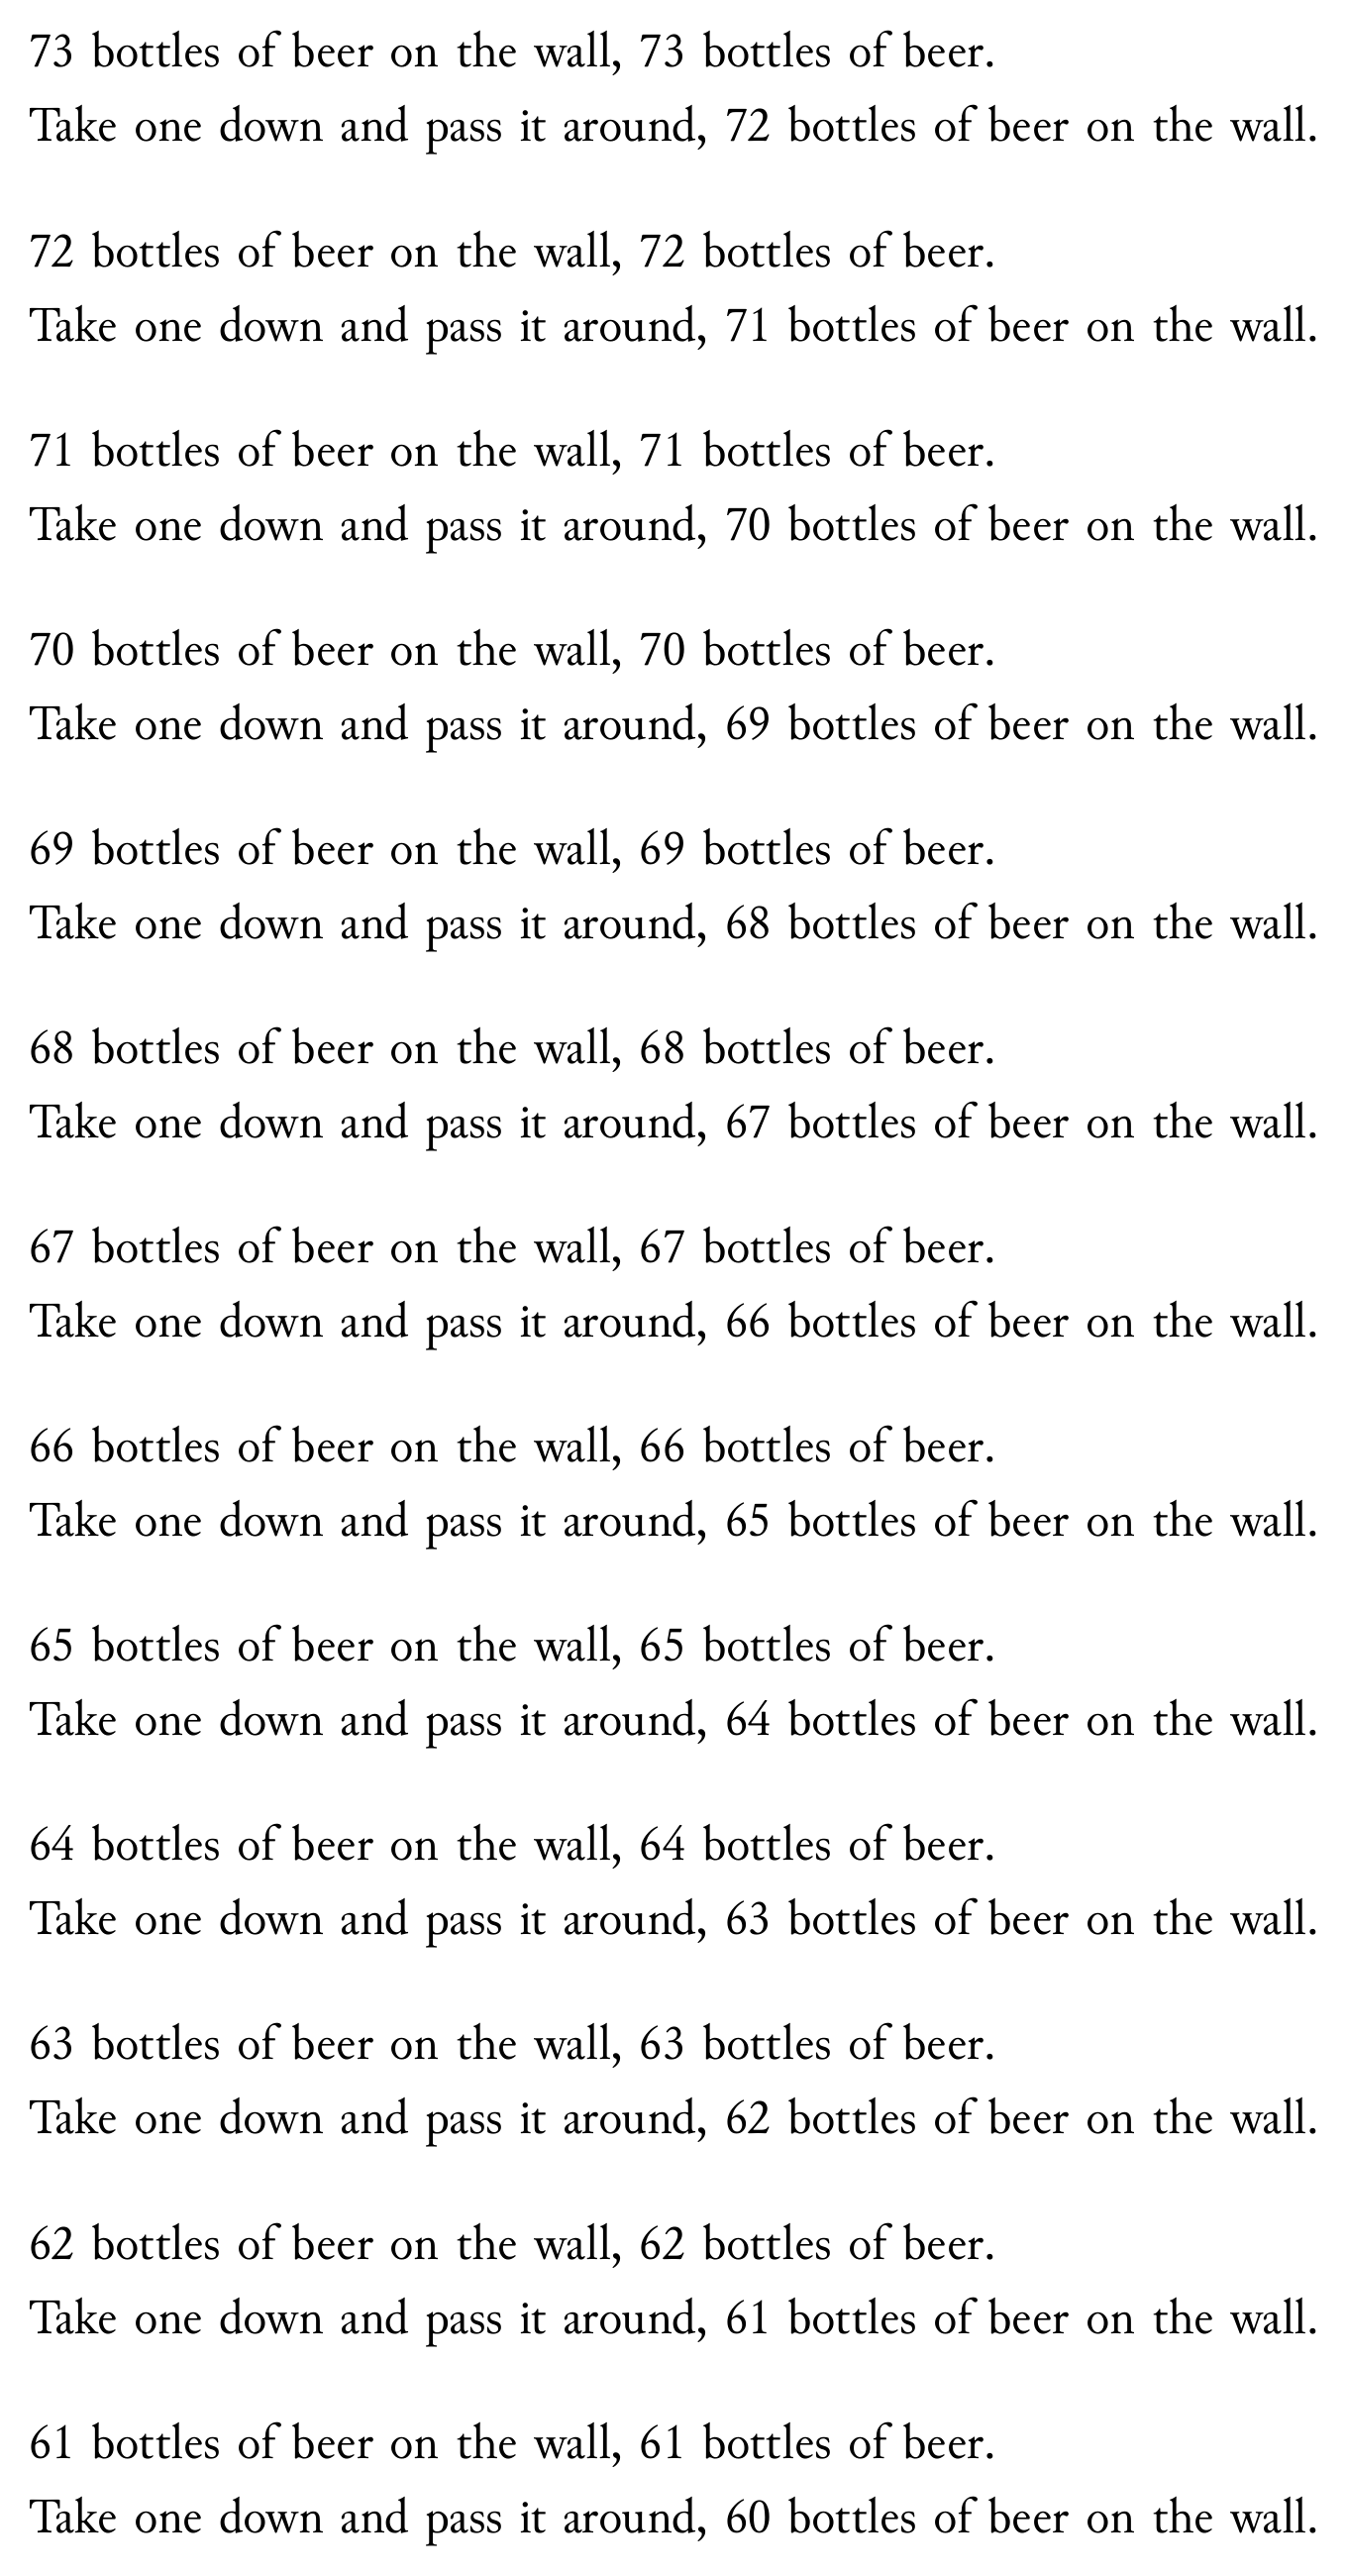 73 bottles of beer on the wall, 73 bottles of beer.
Take one down and pass it around, 72 bottles of beer on the wall.

72 bottles of beer on the wall, 72 bottles of beer.
Take one down and pass it around, 71 bottles of beer on the wall.

71 bottles of beer on the wall, 71 bottles of beer.
Take one down and pass it around, 70 bottles of beer on the wall.

70 bottles of beer on the wall, 70 bottles of beer.
Take one down and pass it around, 69 bottles of beer on the wall.

69 bottles of beer on the wall, 69 bottles of beer.
Take one down and pass it around, 68 bottles of beer on the wall.

68 bottles of beer on the wall, 68 bottles of beer.
Take one down and pass it around, 67 bottles of beer on the wall.

67 bottles of beer on the wall, 67 bottles of beer.
Take one down and pass it around, 66 bottles of beer on the wall.

66 bottles of beer on the wall, 66 bottles of beer.
Take one down and pass it around, 65 bottles of beer on the wall.

65 bottles of beer on the wall, 65 bottles of beer.
Take one down and pass it around, 64 bottles of beer on the wall.

64 bottles of beer on the wall, 64 bottles of beer.
Take one down and pass it around, 63 bottles of beer on the wall.

63 bottles of beer on the wall, 63 bottles of beer.
Take one down and pass it around, 62 bottles of beer on the wall.

62 bottles of beer on the wall, 62 bottles of beer.
Take one down and pass it around, 61 bottles of beer on the wall.

61 bottles of beer on the wall, 61 bottles of beer.
Take one down and pass it around, 60 bottles of beer on the wall.